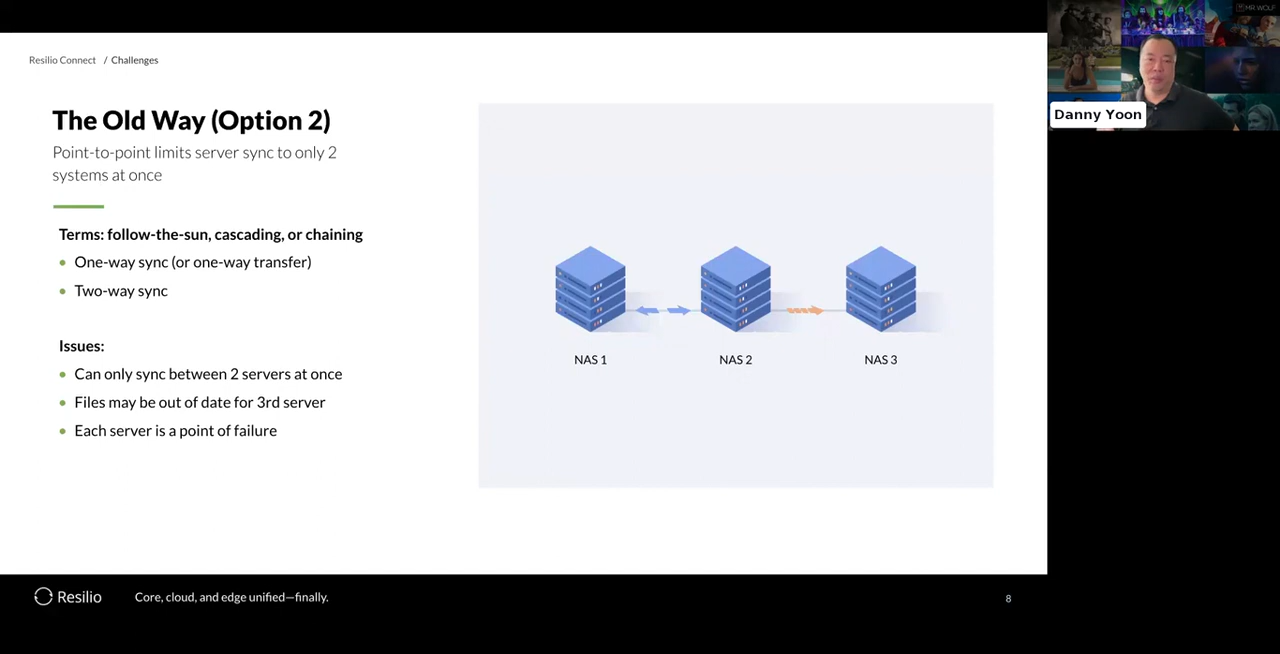 Resilio Connect / Challenges
The Old Way (Option 2)
Point-to-point limits server sync to only 2
systems at once
Terms: follow-the-sun, cascading, or chaining
• One-way sync (or one-way transfer)
• Two-way sync
Issues:
• Can only sync between 2 servers at once
• Files may be out of date for 3rd server
• Each server is a point of failure
NAS 1
NAS 2
NAS 3
MR. WOLF
Danny Yoon
Resilio
Core, cloud, and edge unified—finally.
8